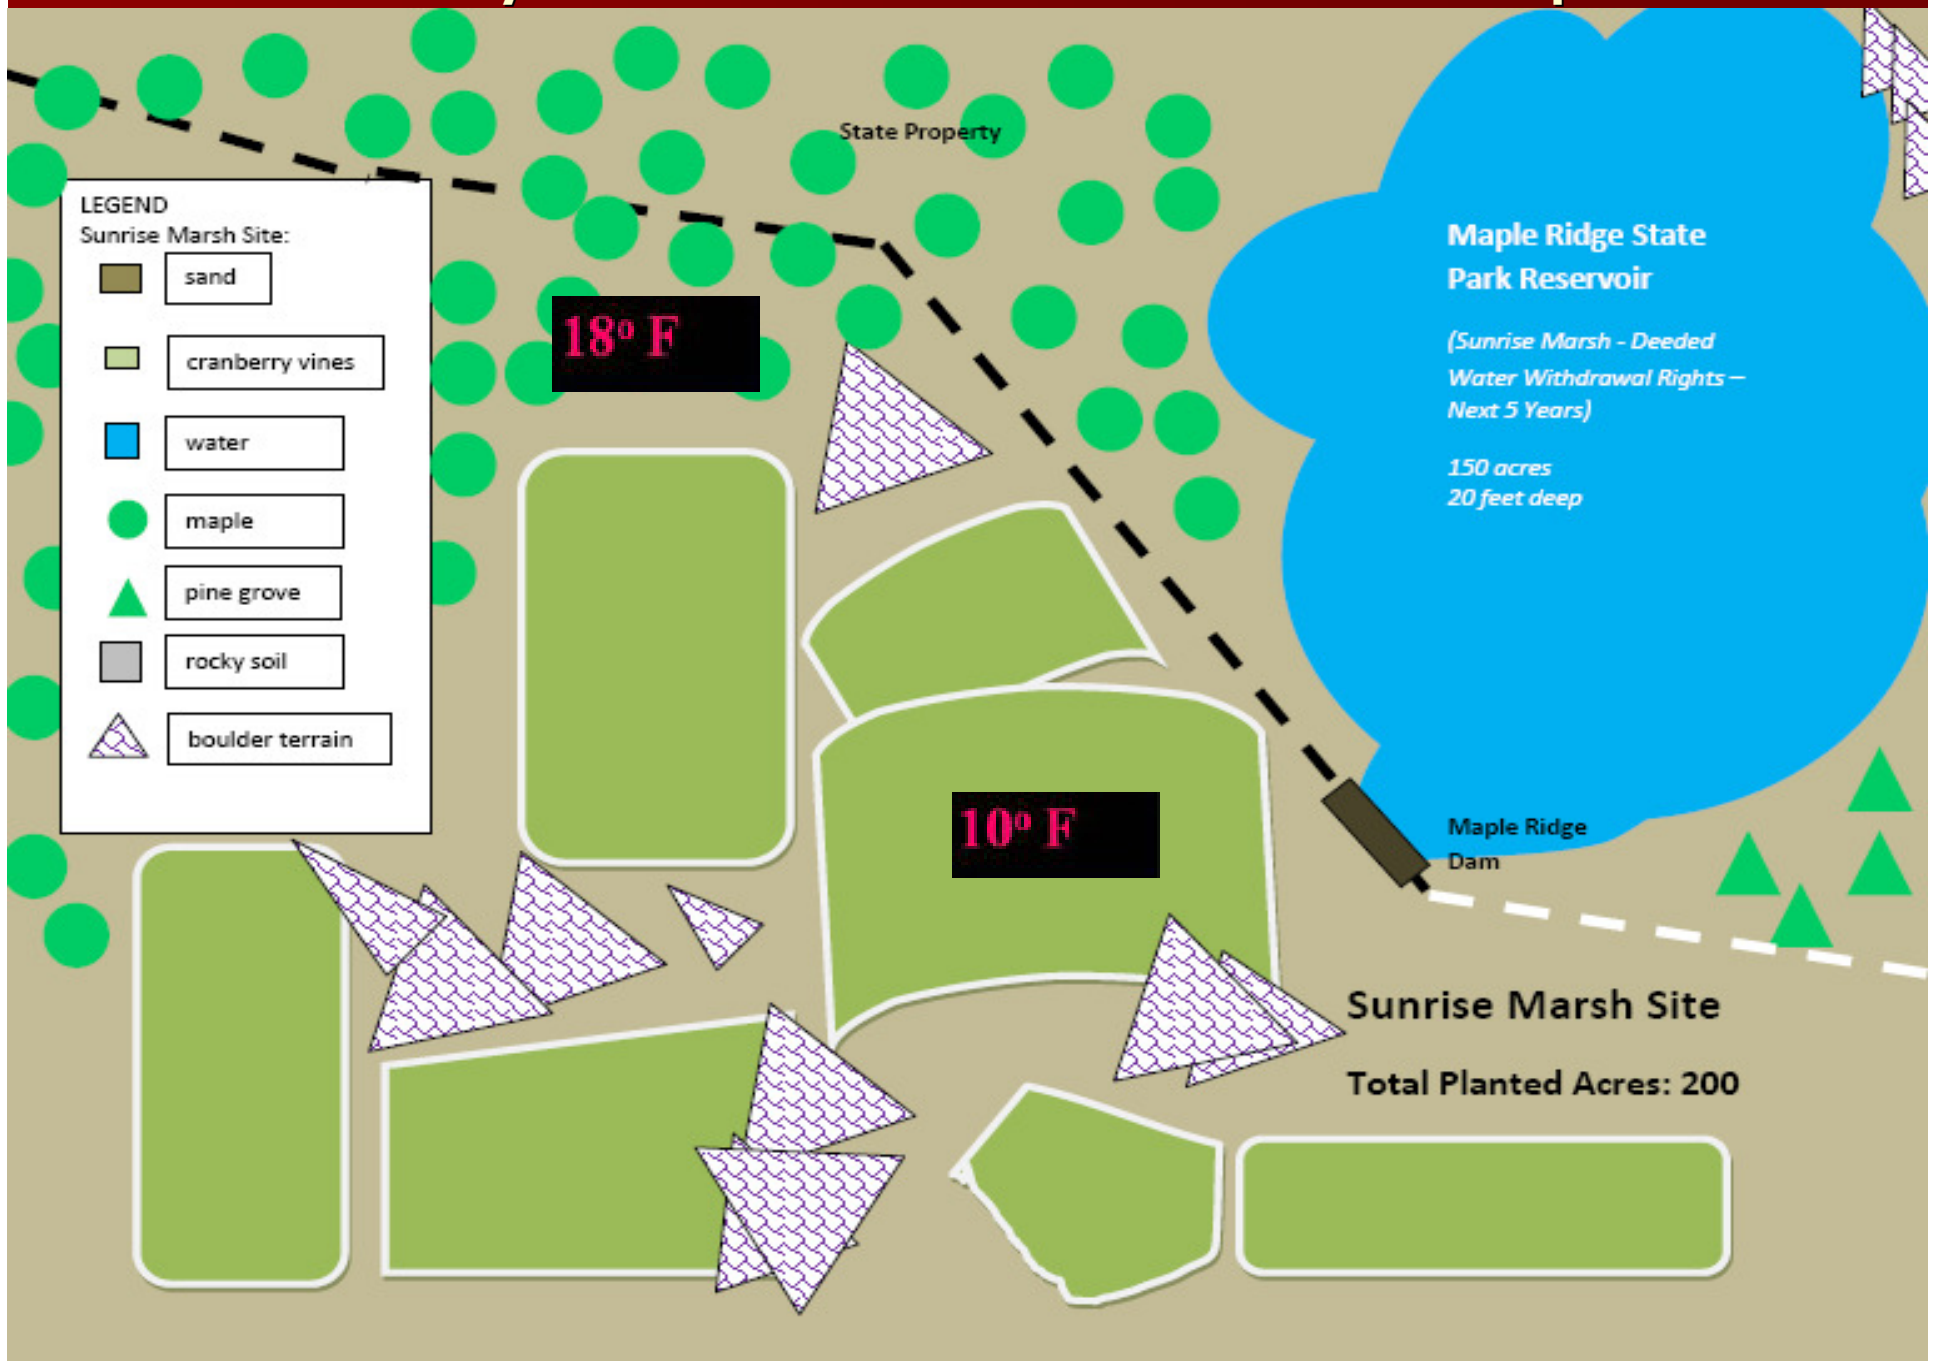 State Property
LEGEND
Sunrise Marsh Site:
sand
cranberry vines
water
maple
pine grove
rocky soil
boulder terrain
18º F
Maple Ridge State
Park Reservoir
(Sunrise Marsh - Deeded
Water Withdrawal Rights –
Next 5 Years)
150 acres
20 feet deep
10º F
Maple Ridge
Dam
Sunrise Marsh Site
Total Planted Acres: 200